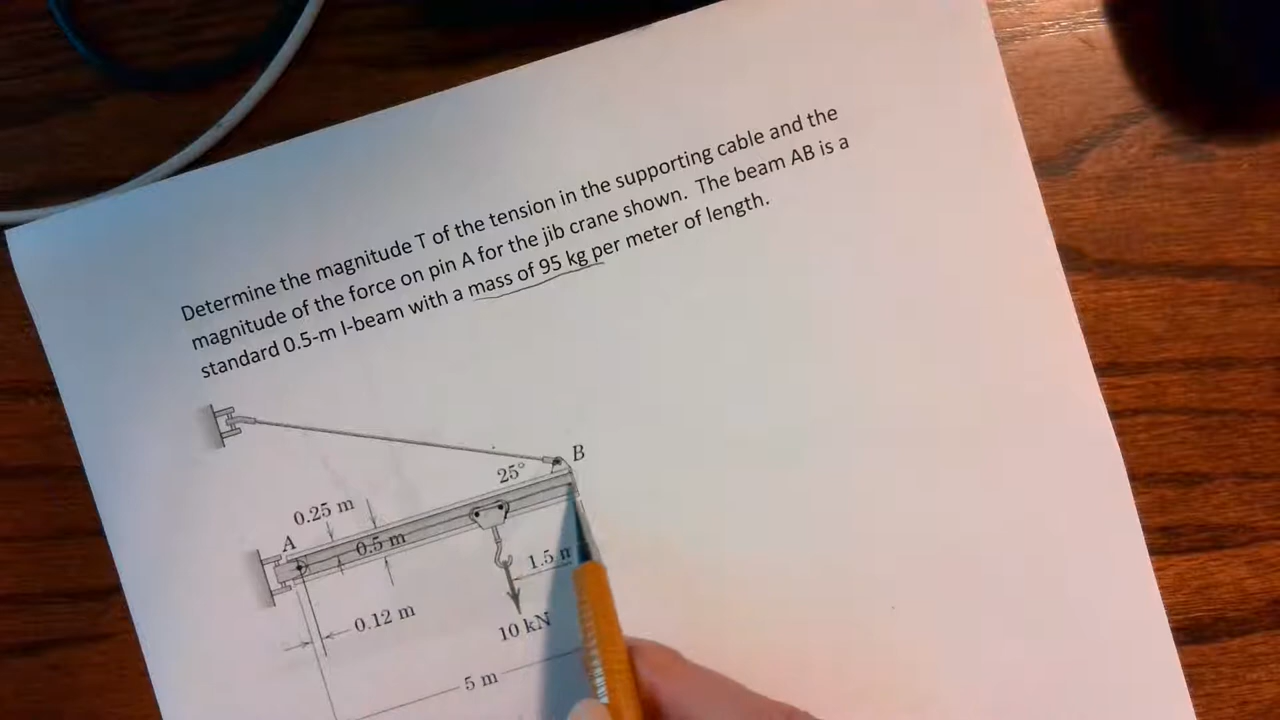 Determine the magnitude T of the tension in the supporting cable and the
magnitude of the force on pin A for the jib crane shown. The beam AB is a
standard 0.5-m I-beam with a mass of 95 kg per meter of length.
B
25°
0.25 m
A
0.5 m
1.5
0.12 m
10 kN
5 m